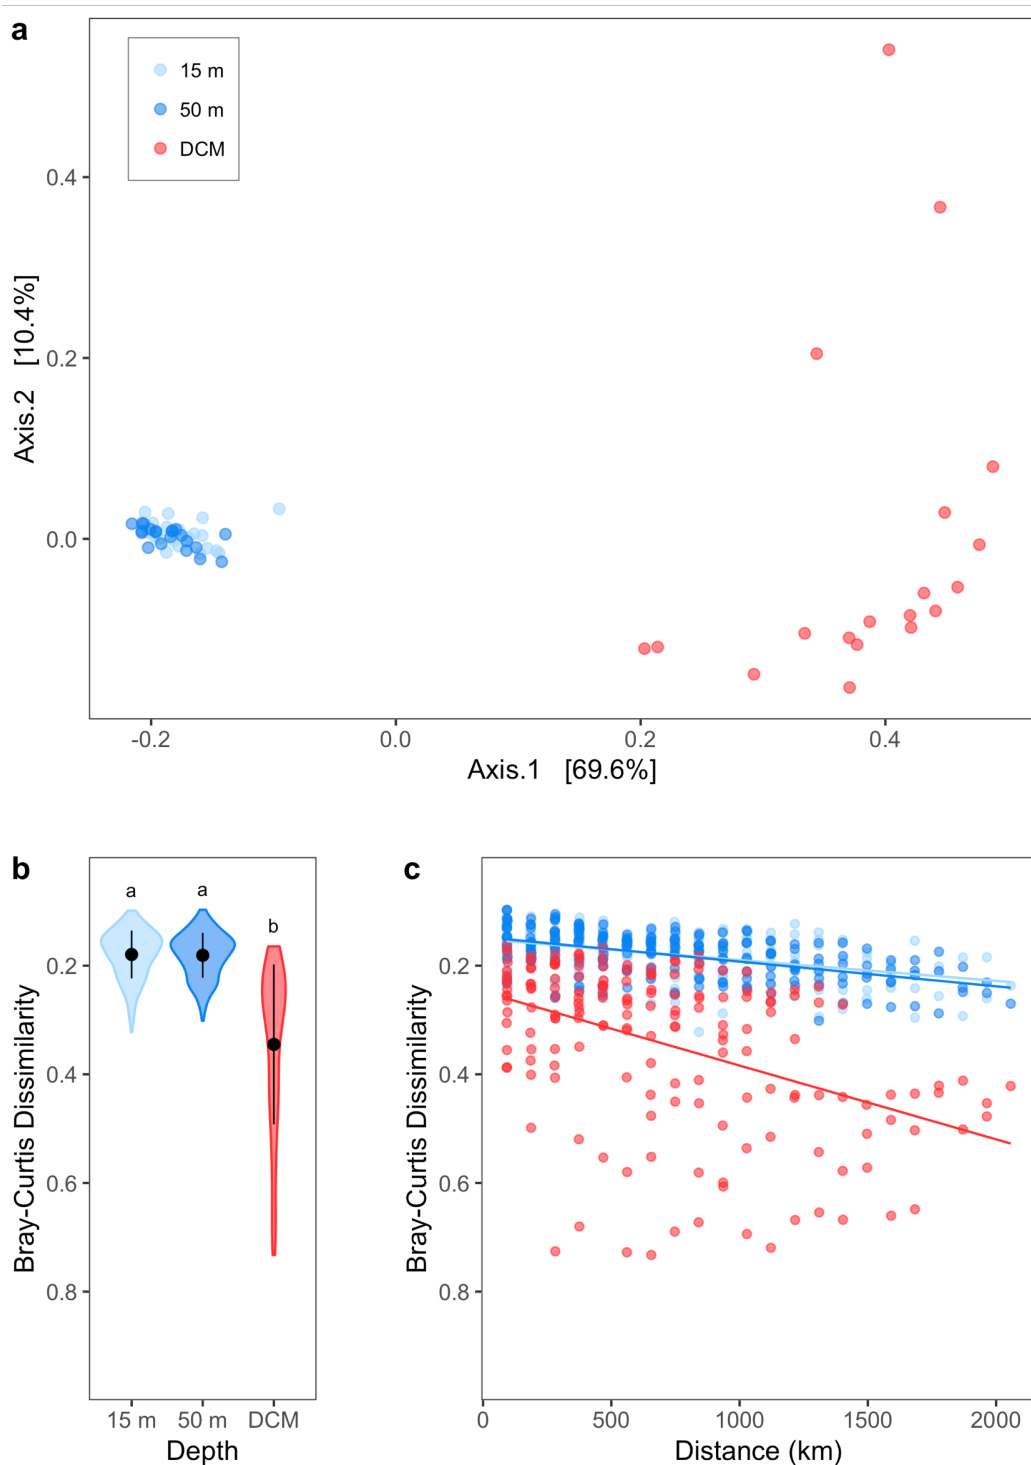 a
15 m
50 m
DCM
0.4
0.2
0.0
Axis.2 [10.4%]
-0.2 0.0 0.2 0.4
Axis.1 [69.6%]
b
a a b
0.2
0.4
0.6
0.8
Bray-Curtis Dissimilarity
15 m 50 m DCM
Depth
c
0.2
0.4
0.6
0.8
Bray-Curtis Dissimilarity
0 500 1000 1500 2000
Distance (km)